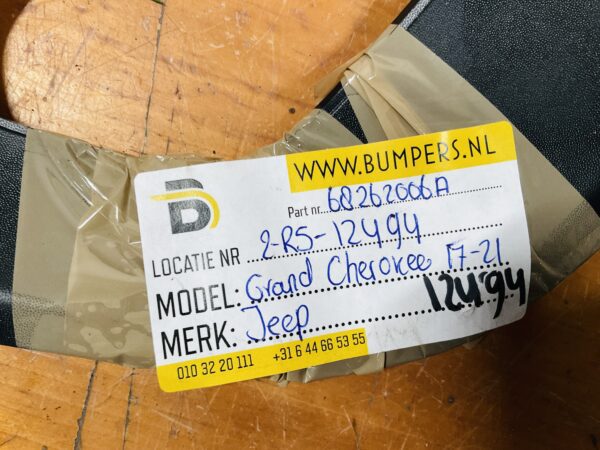 WWW.BUMPERS.NL
B
Part nr. 68262006A
LOCATIE NR 2-RS-12494
MODEL: Grand Cherokee 17-21
MERK: Jeep
12494
010 32 20 111 +31 6 44 66 53 55